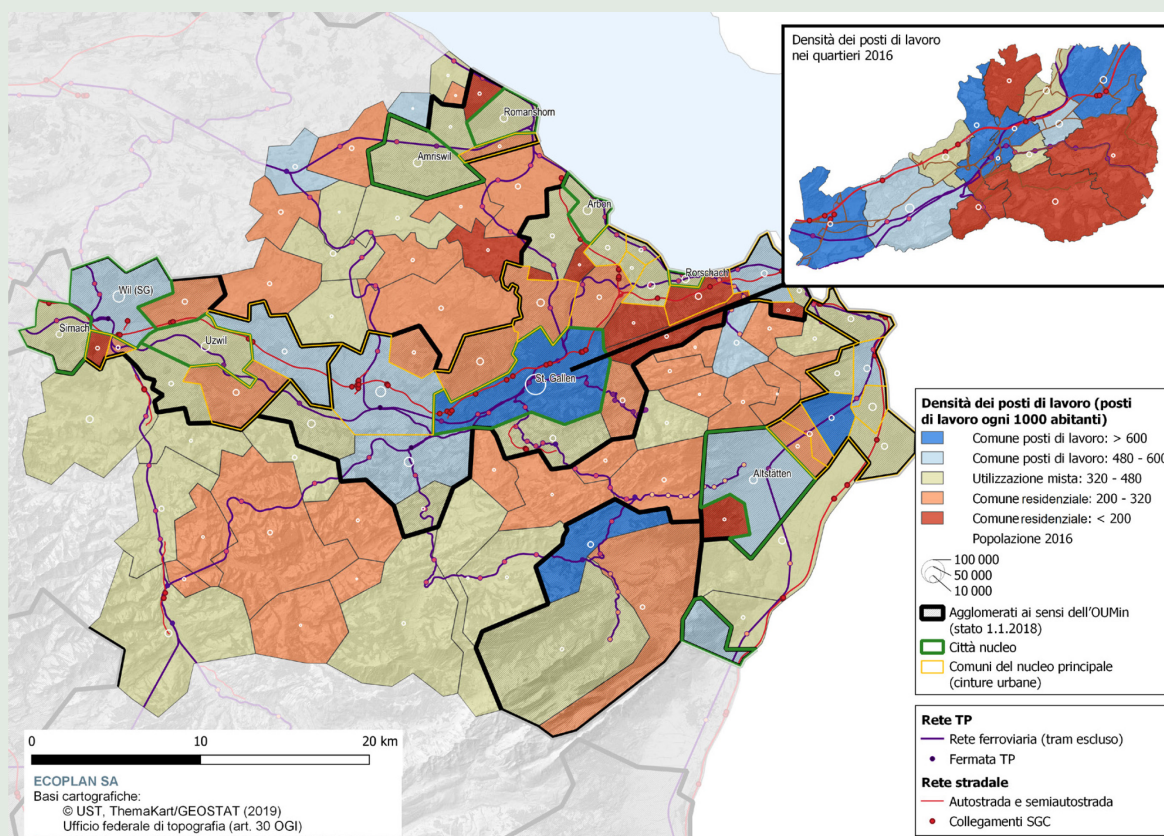 Densità dei posti di lavoro
nei quartieri 2016
Romanshorn
Amriswil
Arbon
Rorschach
Wil (SG)
Sirnach
Uzwil
St. Gallen
Altstätten
Densità dei posti di lavoro (posti
di lavoro ogni 1000 abitanti)
Comune posti di lavoro: > 600
Comune posti di lavoro: 480 - 600
Utilizzazione mista: 320 - 480
Comune residenziale: 200 - 320
Comune residenziale: < 200
Popolazione 2016
100 000
50 000
10 000
Agglomerati ai sensi dell'OUMin
(stato 1.1.2018)
Città nucleo
Comuni del nucleo principale
(cinture urbane)
Rete TP
Rete ferroviaria (tram escluso)
Fermata TP
Rete stradale
Autostrada e semiautostrada
Collegamenti SGC
0 10 20 km
ECOPLAN SA
Basi cartografiche:
© UST, ThemaKart/GEOSTAT (2019)
Ufficio federale di topografia (art. 30 OGI)